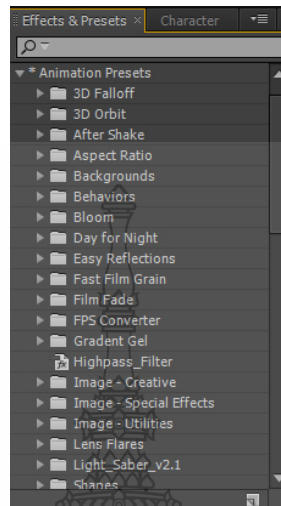 Effects & Presets × Character
* Animation Presets
3D Falloff
3D Orbit
After Shake
Aspect Ratio
Backgrounds
Behaviors
Bloom
Day for Night
Easy Reflections
Fast Film Grain
Film Fade
FPS Converter
Gradent Gel
Highpass_Filter
Image - Creative
Image - Special Effects
Image - Utilities
Lens Flares
Light_Saber_v2.1
Shapes